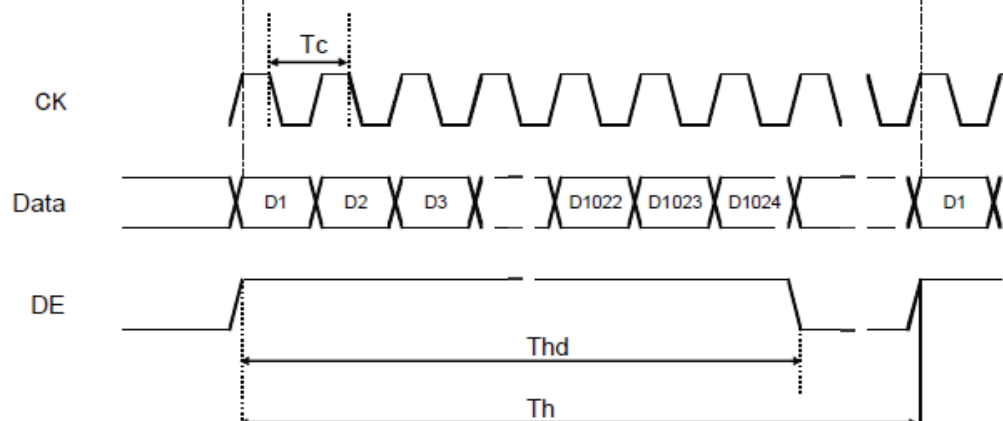 Tc
CK
Data D1 D2 D3 D1022 D1023 D1024 D1
DE
Thd
Th